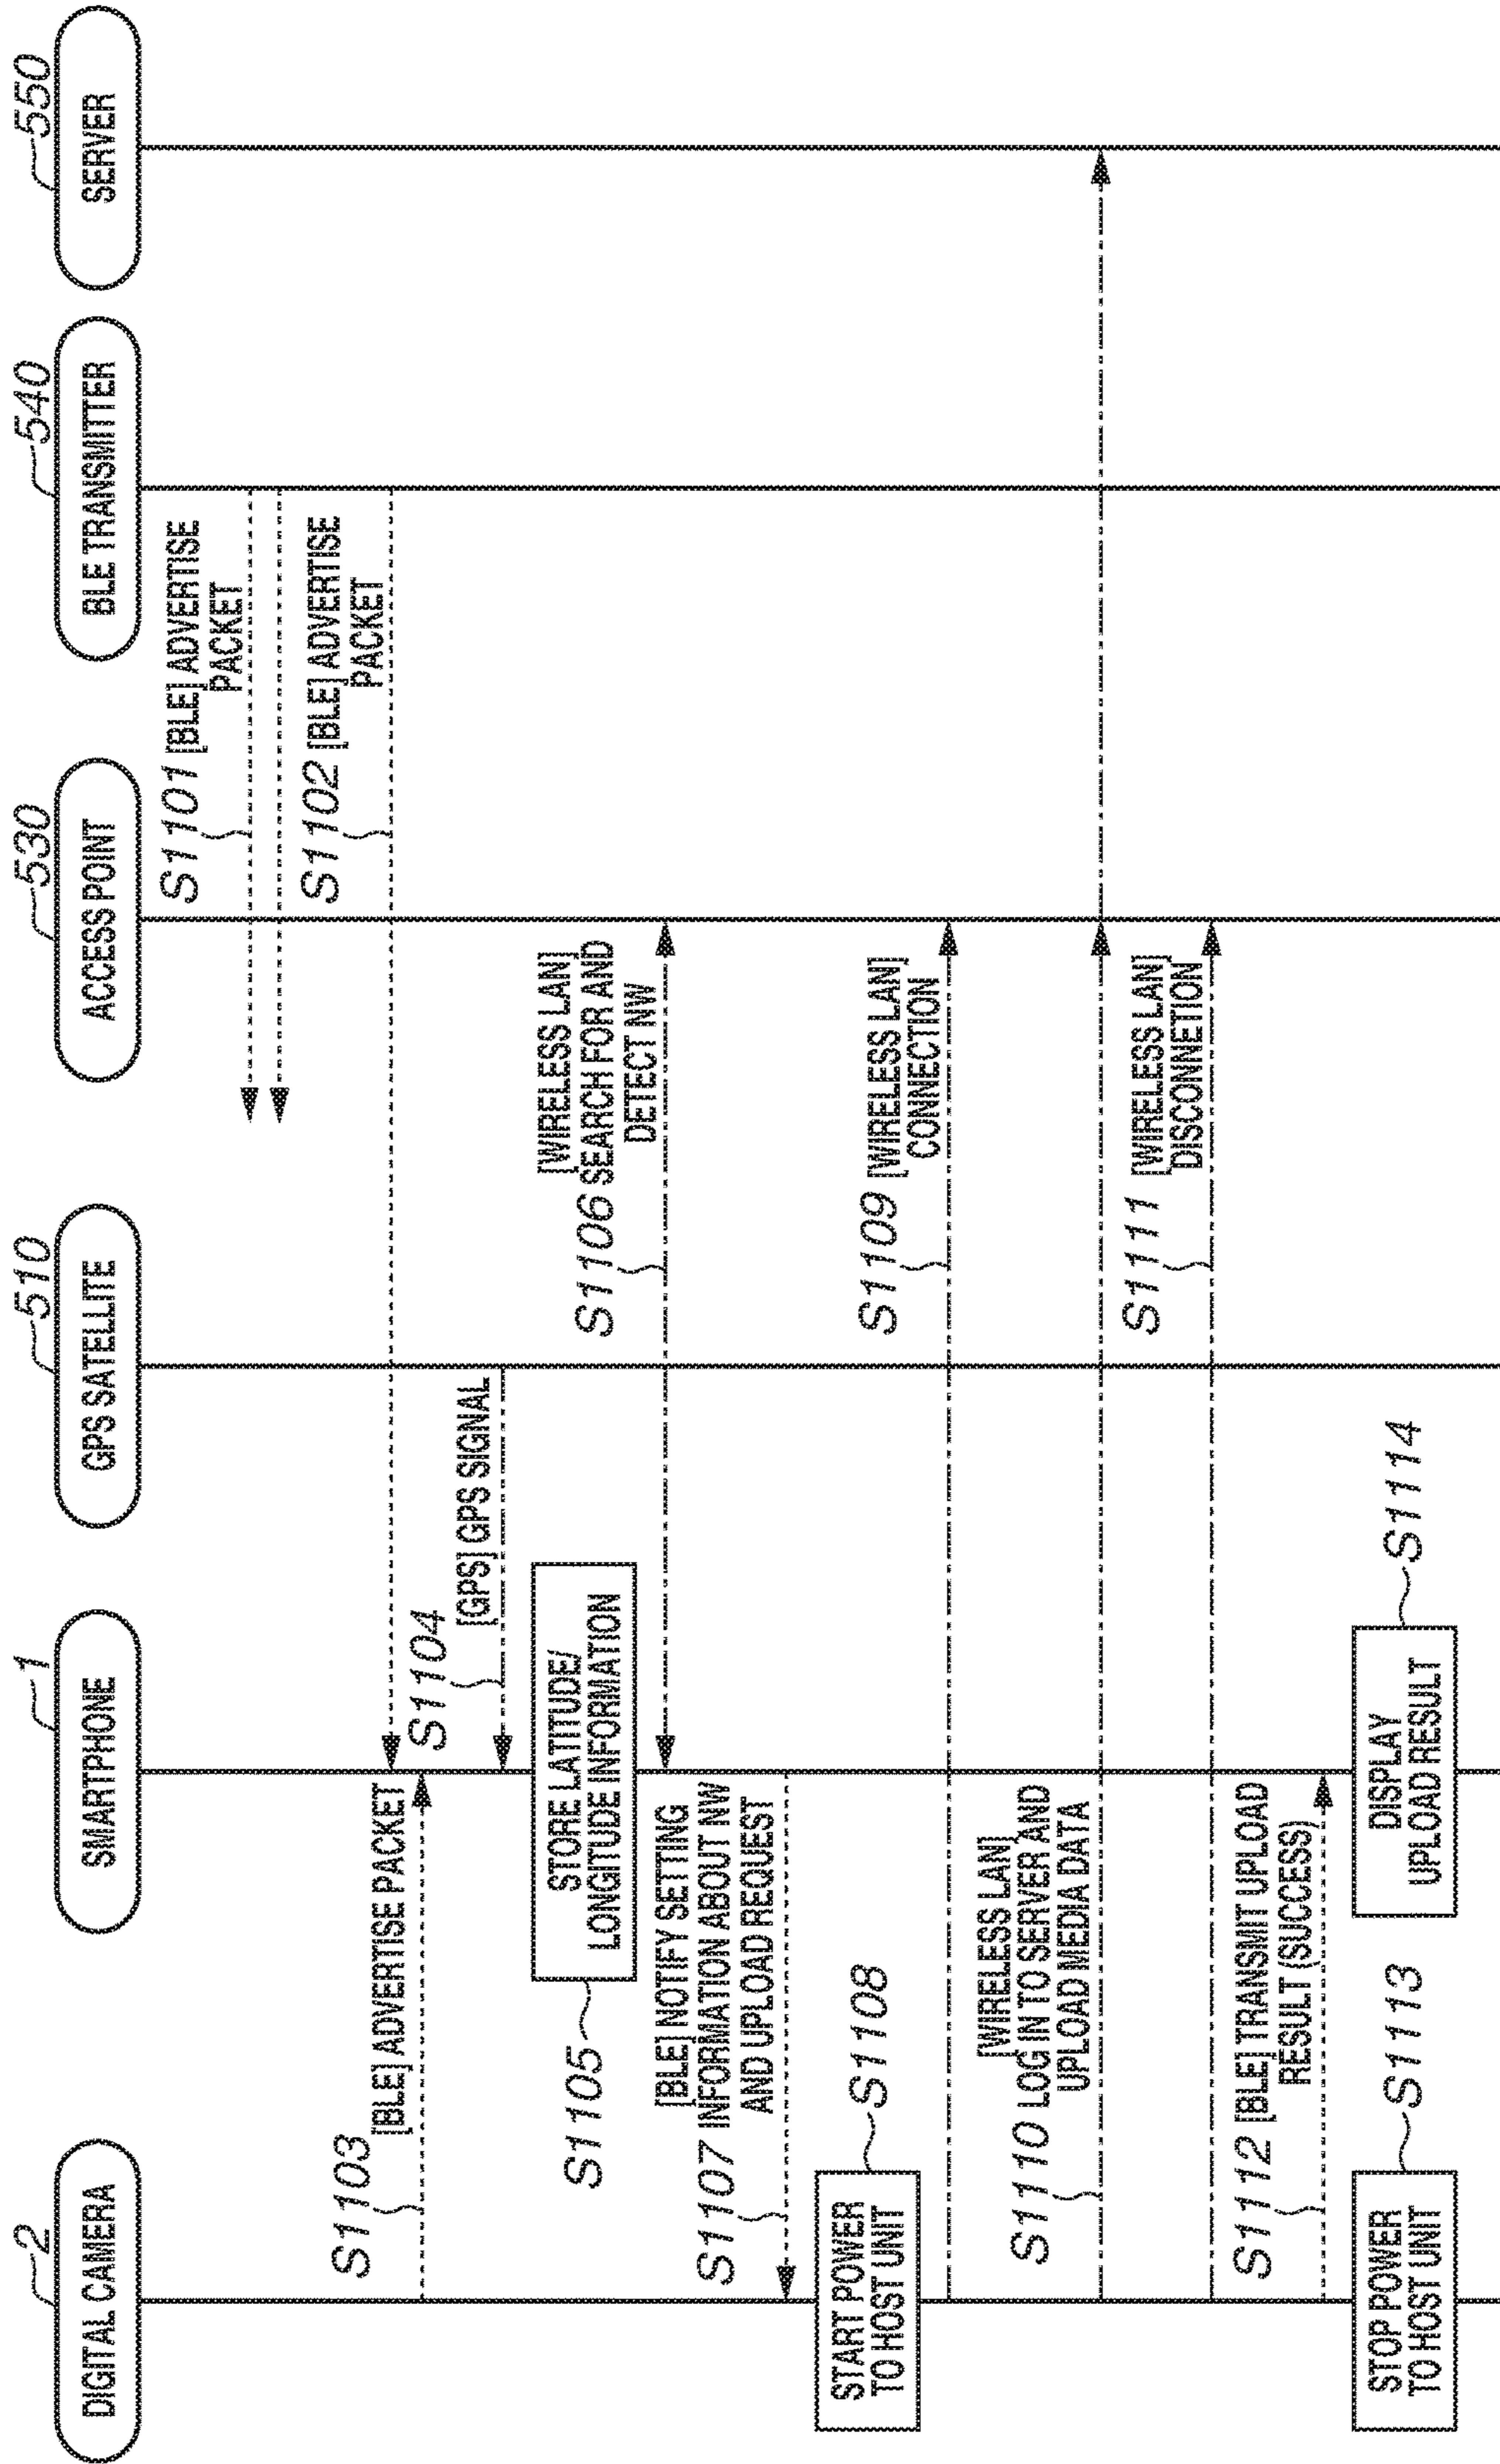 2
DIGITAL CAMERA
1
SMARTPHONE
510
GPS SATELLITE
530
ACCESS POINT
540
BLE TRANSMITTER
550
SERVER
S1101 [BLE] ADVERTISE
PACKET
S1102 [BLE] ADVERTISE
PACKET
S1103
[BLE] ADVERTISE PACKET
S1104
[GPS] GPS SIGNAL
S1105
STORE LATITUDE/
LONGITUDE INFORMATION
[WIRELESS LAN]
S1106 SEARCH FOR AND
DETECT NW
[BLE] NOTIFY SETTING
S1107 INFORMATION ABOUT NW
AND UPLOAD REQUEST
START POWER
TO HOST UNIT
S1108
S1109 [WIRELESS LAN]
CONNECTION
[WIRELESS LAN]
S1110 LOG IN TO SERVER AND
UPLOAD MEDIA DATA
S1111
[WIRELESS LAN]
DISCONNETION
S1112 [BLE] TRANSMIT UPLOAD
RESULT (SUCCESS)
STOP POWER
TO HOST UNIT
S1113
DISPLAY
UPLOAD RESULT
S1114